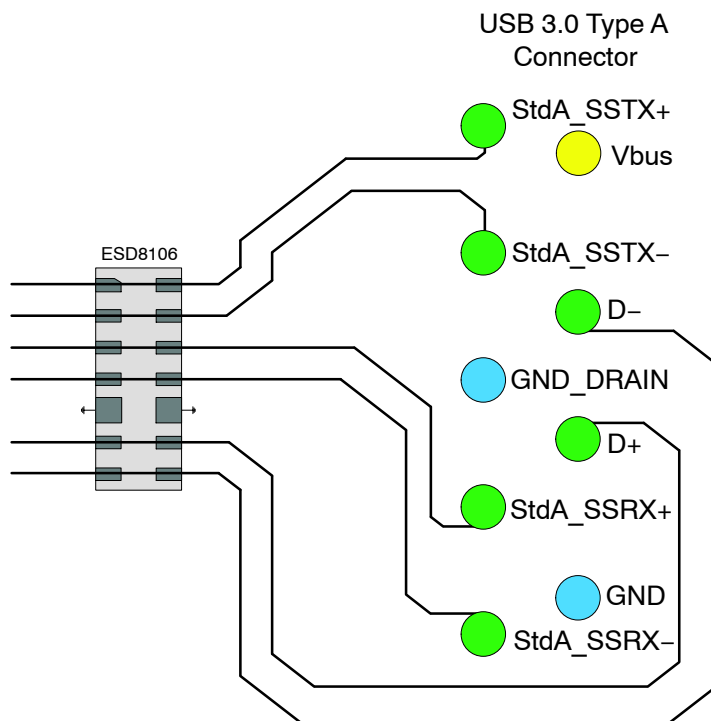 USB 3.0 Type A
Connector
StdA_SSTX+
Vbus
ESD8106
StdA_SSTX−
D−
GND_DRAIN
D+
StdA_SSRX+
GND
StdA_SSRX−